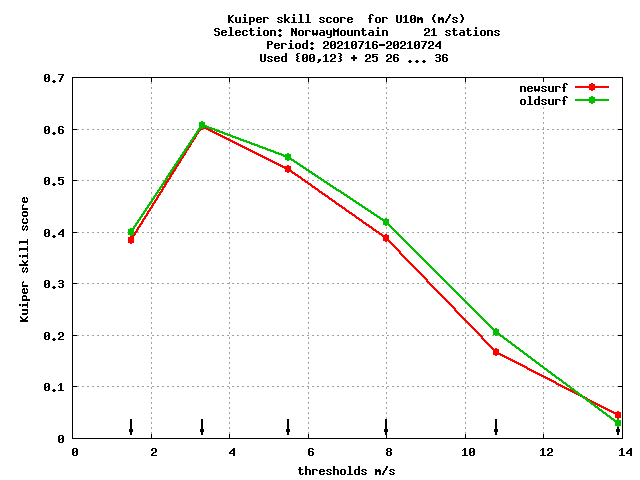 Kuiper skill score  for U10m (m/s)
Selection: NorwayMountain     21 stations
Period: 20210716-20210724
Used {00,12} + 25 26 ... 36
newsurf
oldsurf
0.7
0.6
0.5
0.4
0.3
0.2
0.1
0
Kuiper skill score
0 2 4 6 8 10 12 14
thresholds m/s